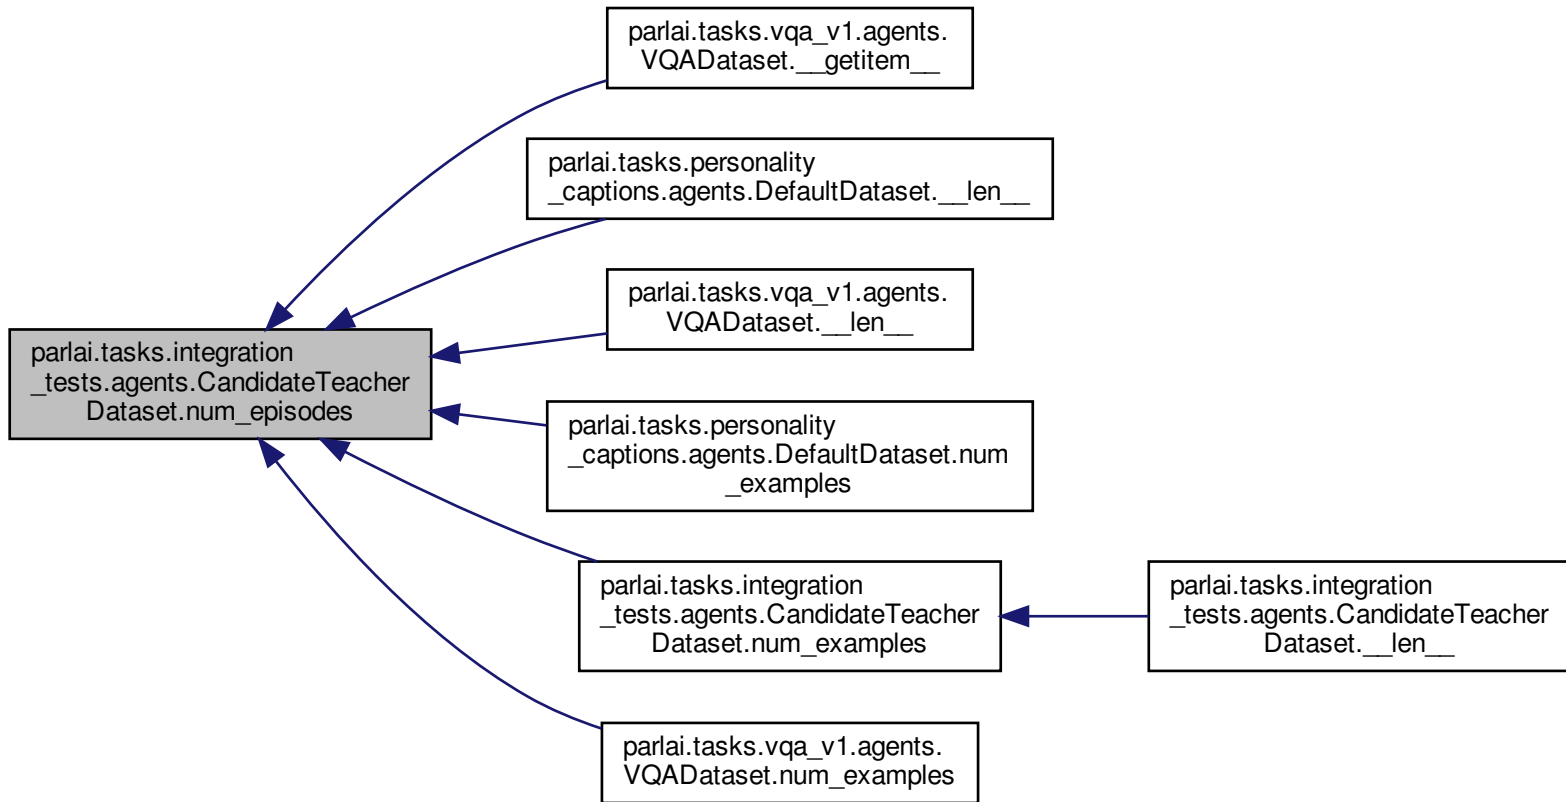 parlai.tasks.vqa_v1.agents.
VQADataset.__getitem__
parlai.tasks.personality
_captions.agents.DefaultDataset.__len__
parlai.tasks.vqa_v1.agents.
VQADataset.__len__
parlai.tasks.integration
_tests.agents.CandidateTeacher
Dataset.num_episodes
parlai.tasks.personality
_captions.agents.DefaultDataset.num
_examples
parlai.tasks.integration
_tests.agents.CandidateTeacher
Dataset.num_examples
parlai.tasks.integration
_tests.agents.CandidateTeacher
Dataset.__len__
parlai.tasks.vqa_v1.agents.
VQADataset.num_examples